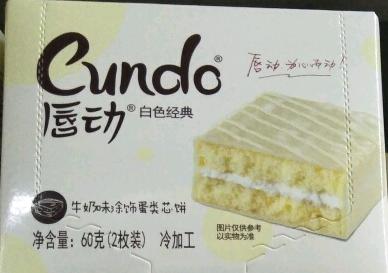 Cundo®
唇动® 白色经典
唇动·为心而动!
牛奶味涂饰蛋类芯饼
净含量: 60克(2枚装) 冷加工
图片仅供参考
以实物为准